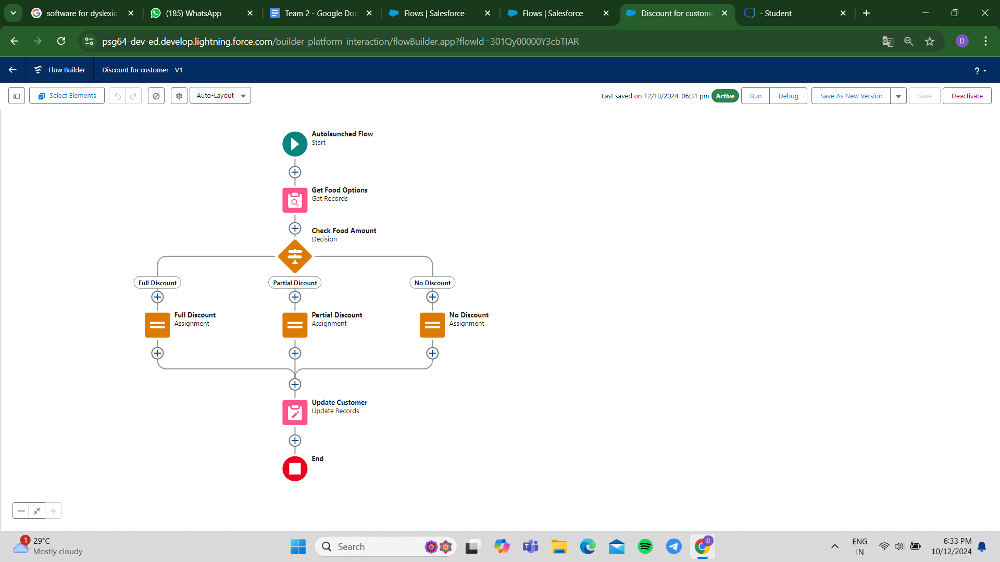 software for dyslexic
(185) WhatsApp
Team 2 - Google Doc
Flows | Salesforce
Flows | Salesforce
Discount for custome
- Student
psg64-dev-ed.develop.lightning.force.com/builder_platform_interaction/flowBuilder.app?flowId=301Qy00000Y3cbTIAR
D
Flow Builder
Discount for customer - V1
?
Select Elements
Auto-Layout
Last saved on 12/10/2024, 06:31 pm
Active
Run
Debug
Save As New Version
Save
Deactivate
Autolaunched Flow
Start
Get Food Options
Get Records
Check Food Amount
Decision
Full Discount
Partial Dicount
No Discount
Full Discount
Assignment
Partial Discount
Assignment
No Discount
Assignment
Update Customer
Update Records
End
1
29°C
Mostly cloudy
Search
D
ENG
IN
6:33 PM
10/12/2024